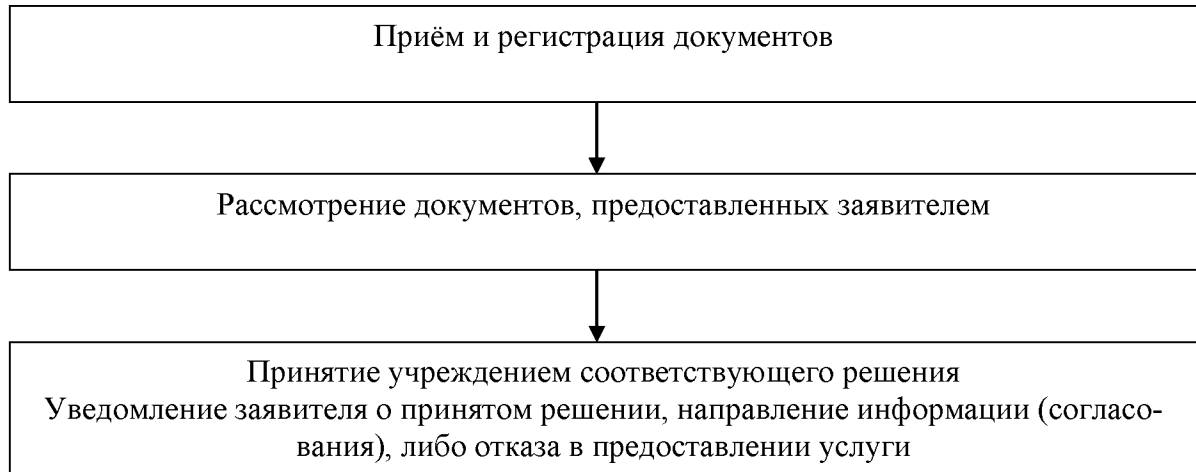 Приём и регистрация документов
Рассмотрение документов, предоставленных заявителем
Принятие учреждением соответствующего решения
Уведомление заявителя о принятом решении, направление информации (согласо-
вания), либо отказа в предоставлении услуги